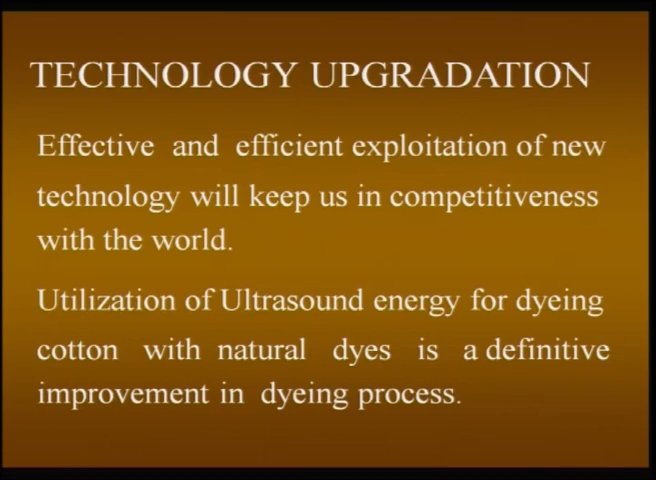 TECHNOLOGY UPGRADATION
Effective and efficient exploitation of new
technology will keep us in competitiveness
with the world.
Utilization of Ultrasound energy for dyeing
cotton with natural dyes is a definitive
improvement in dyeing process.